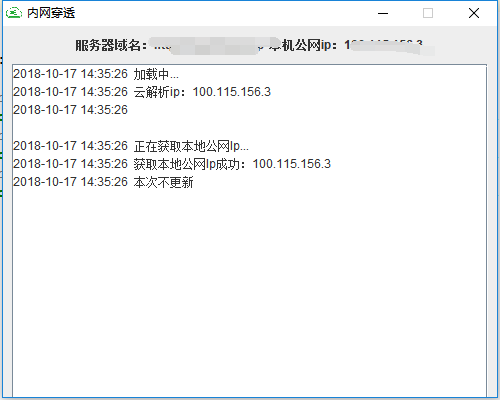 内网穿透
服务器域名： 本机公网ip：
2018-10-17 14:35:26 加载中...
2018-10-17 14:35:26 云解析ip：100.115.156.3
2018-10-17 14:35:26
2018-10-17 14:35:26 正在获取本地公网Ip...
2018-10-17 14:35:26 获取本地公网Ip成功：100.115.156.3
2018-10-17 14:35:26 本次不更新